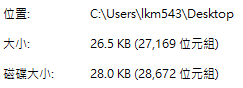 位置: C:\Users\lkm543\Desktop
大小: 26.5 KB (27,169 位元組)
磁碟大小: 28.0 KB (28,672 位元組)